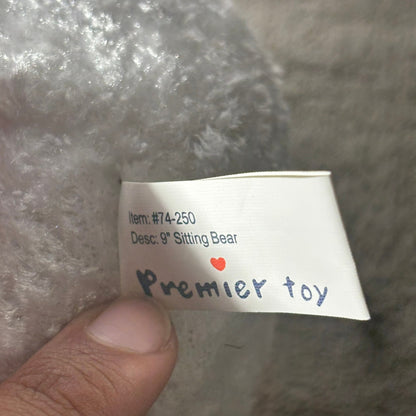 Item: #74-250
Desc: 9" Sitting Bear
Premier toy